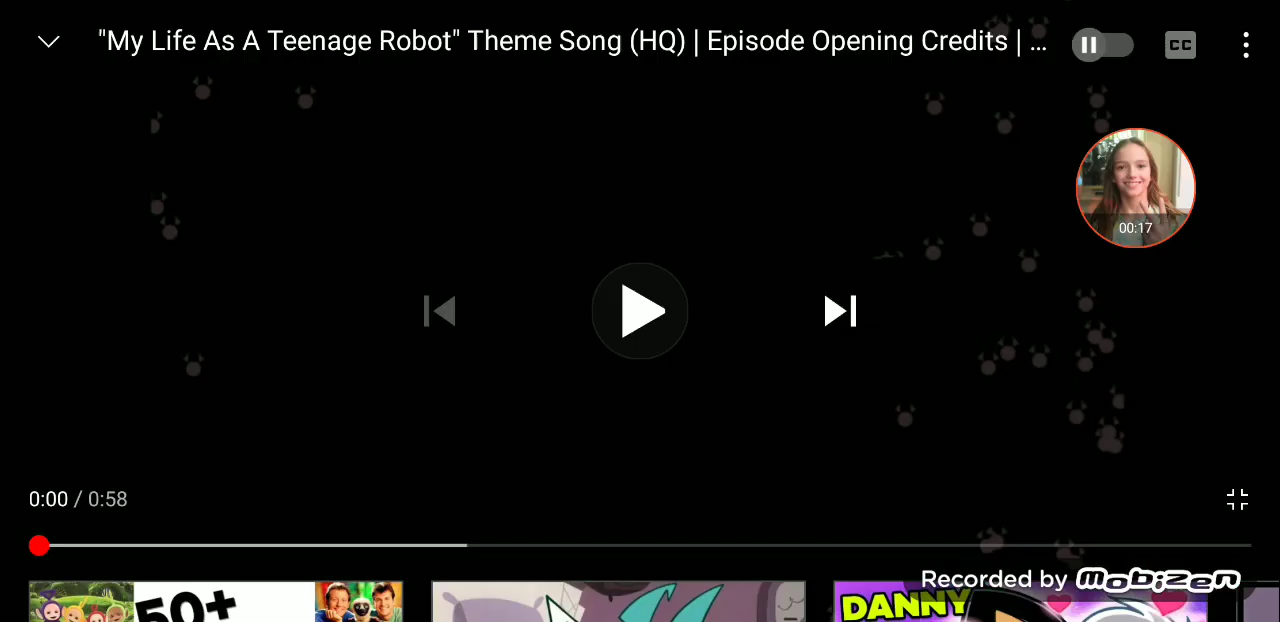 "My Life As A Teenage Robot" Theme Song (HQ) | Episode Opening Credits | ...
CC
00:17
0:00 / 0:58
Recorded by mobizen
50+
DANNY